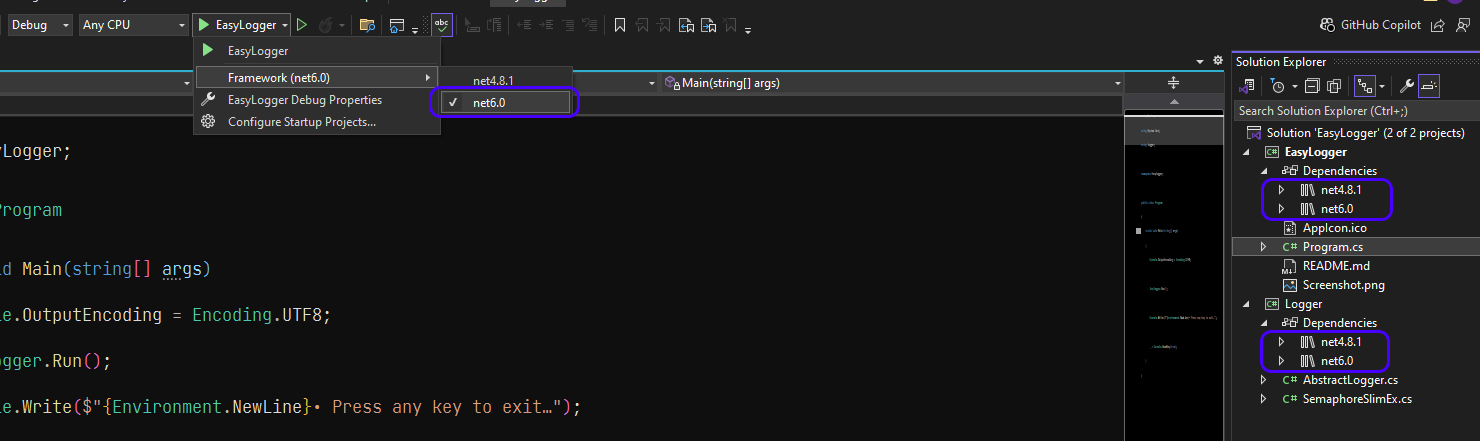 Debug
Any CPU
EasyLogger
abc
GitHub Copilot
EasyLogger
Framework (net6.0)
EasyLogger Debug Properties
Configure Startup Projects...
net4.8.1
✓ net6.0
Main(string[] args)
yLogger;
Program
d Main(string[] args)
e.OutputEncoding = Encoding.UTF8;
ogger.Run();
e.Write($"{Environment.NewLine}• Press any key to exit…");
Solution Explorer
Search Solution Explorer (Ctrl+;)
Solution 'EasyLogger' (2 of 2 projects)
C# EasyLogger
Dependencies
net4.8.1
net6.0
AppIcon.ico
C# Program.cs
README.md
Screenshot.png
C# Logger
Dependencies
net4.8.1
net6.0
C# AbstractLogger.cs
C# SemaphoreSlimEx.cs